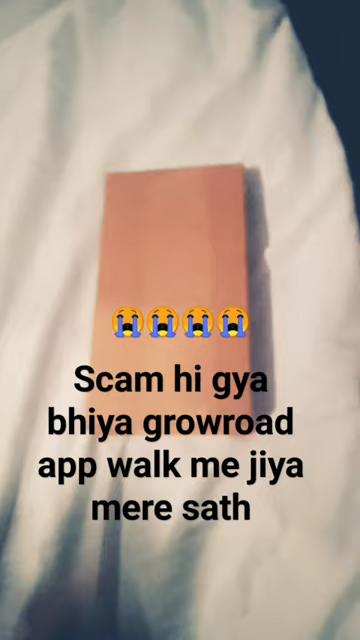 😭😭😭😭
Scam hi gya
bhiya growroad
app walk me jiya
mere sath